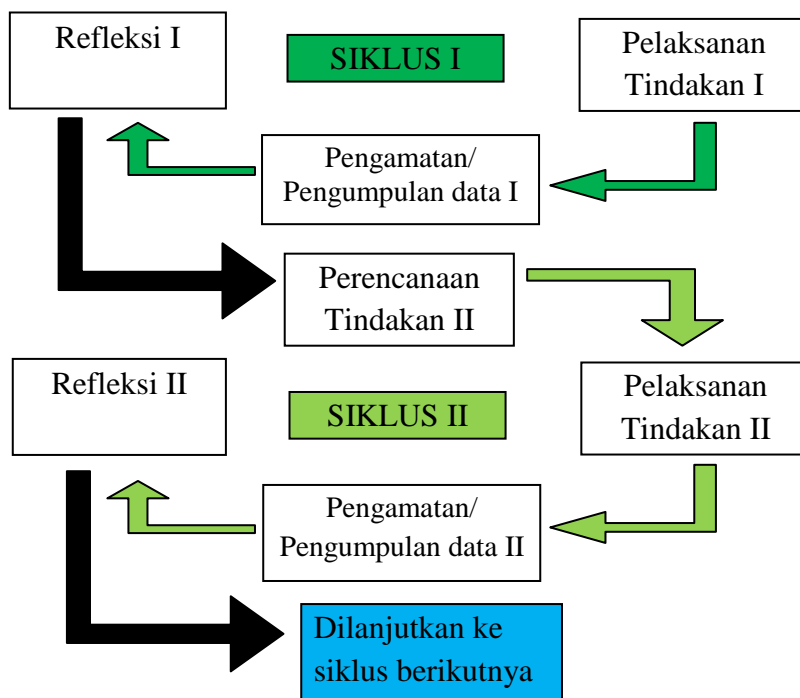 Refleksi I
SIKLUS I
Pelaksanan
Tindakan I
Pengamatan/
Pengumpulan data I
Perencanaan
Tindakan II
Refleksi II
SIKLUS II
Pelaksanan
Tindakan II
Pengamatan/
Pengumpulan data II
Dilanjutkan ke
siklus berikutnya